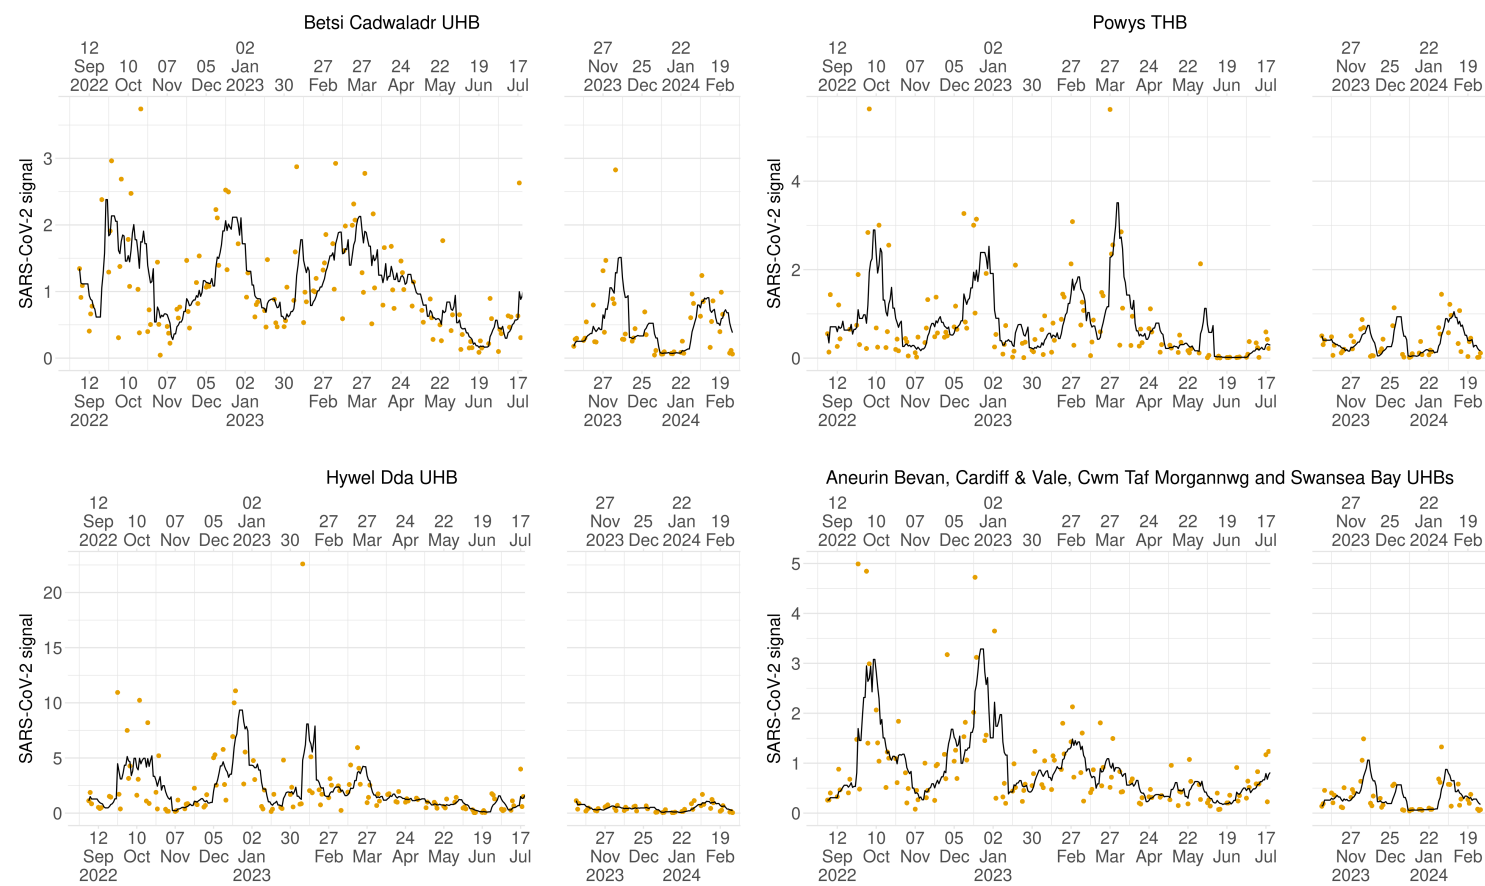 Betsi Cadwaladr UHB
12 02 27 22
Sep 10 07 05 Jan 27 27 24 22 19 17 Nov 25 Jan 19
2022 Oct Nov Dec 2023 30 Feb Mar Apr May Jun Jul 2023 Dec 2024 Feb
SARS-CoV-2 signal
3
2
1
0
12 10 07 05 02 30 27 27 24 22 19 17 27 25 22 19
Sep Oct Nov Dec Jan Feb Mar Apr May Jun Jul Nov Dec Jan Feb
2022 2023 2023 2024
Powys THB
12 02 27 22
Sep 10 07 05 Jan 27 27 24 22 19 17 Nov 25 Jan 19
2022 Oct Nov Dec 2023 30 Feb Mar Apr May Jun Jul 2023 Dec 2024 Feb
SARS-CoV-2 signal
4
2
0
12 10 07 05 02 30 27 27 24 22 19 17 27 25 22 19
Sep Oct Nov Dec Jan Feb Mar Apr May Jun Jul Nov Dec Jan Feb
2022 2023 2023 2024
Hywel Dda UHB
12 02 27 22
Sep 10 07 05 Jan 27 27 24 22 19 17 Nov 25 Jan 19
2022 Oct Nov Dec 2023 30 Feb Mar Apr May Jun Jul 2023 Dec 2024 Feb
SARS-CoV-2 signal
20
15
10
5
0
12 10 07 05 02 30 27 27 24 22 19 17 27 25 22 19
Sep Oct Nov Dec Jan Feb Mar Apr May Jun Jul Nov Dec Jan Feb
2022 2023 2023 2024
Aneurin Bevan, Cardiff & Vale, Cwm Taf Morgannwg and Swansea Bay UHBs
12 02 27 22
Sep 10 07 05 Jan 27 27 24 22 19 17 Nov 25 Jan 19
2022 Oct Nov Dec 2023 30 Feb Mar Apr May Jun Jul 2023 Dec 2024 Feb
SARS-CoV-2 signal
5
4
3
2
1
0
12 10 07 05 02 30 27 27 24 22 19 17 27 25 22 19
Sep Oct Nov Dec Jan Feb Mar Apr May Jun Jul Nov Dec Jan Feb
2022 2023 2023 2024